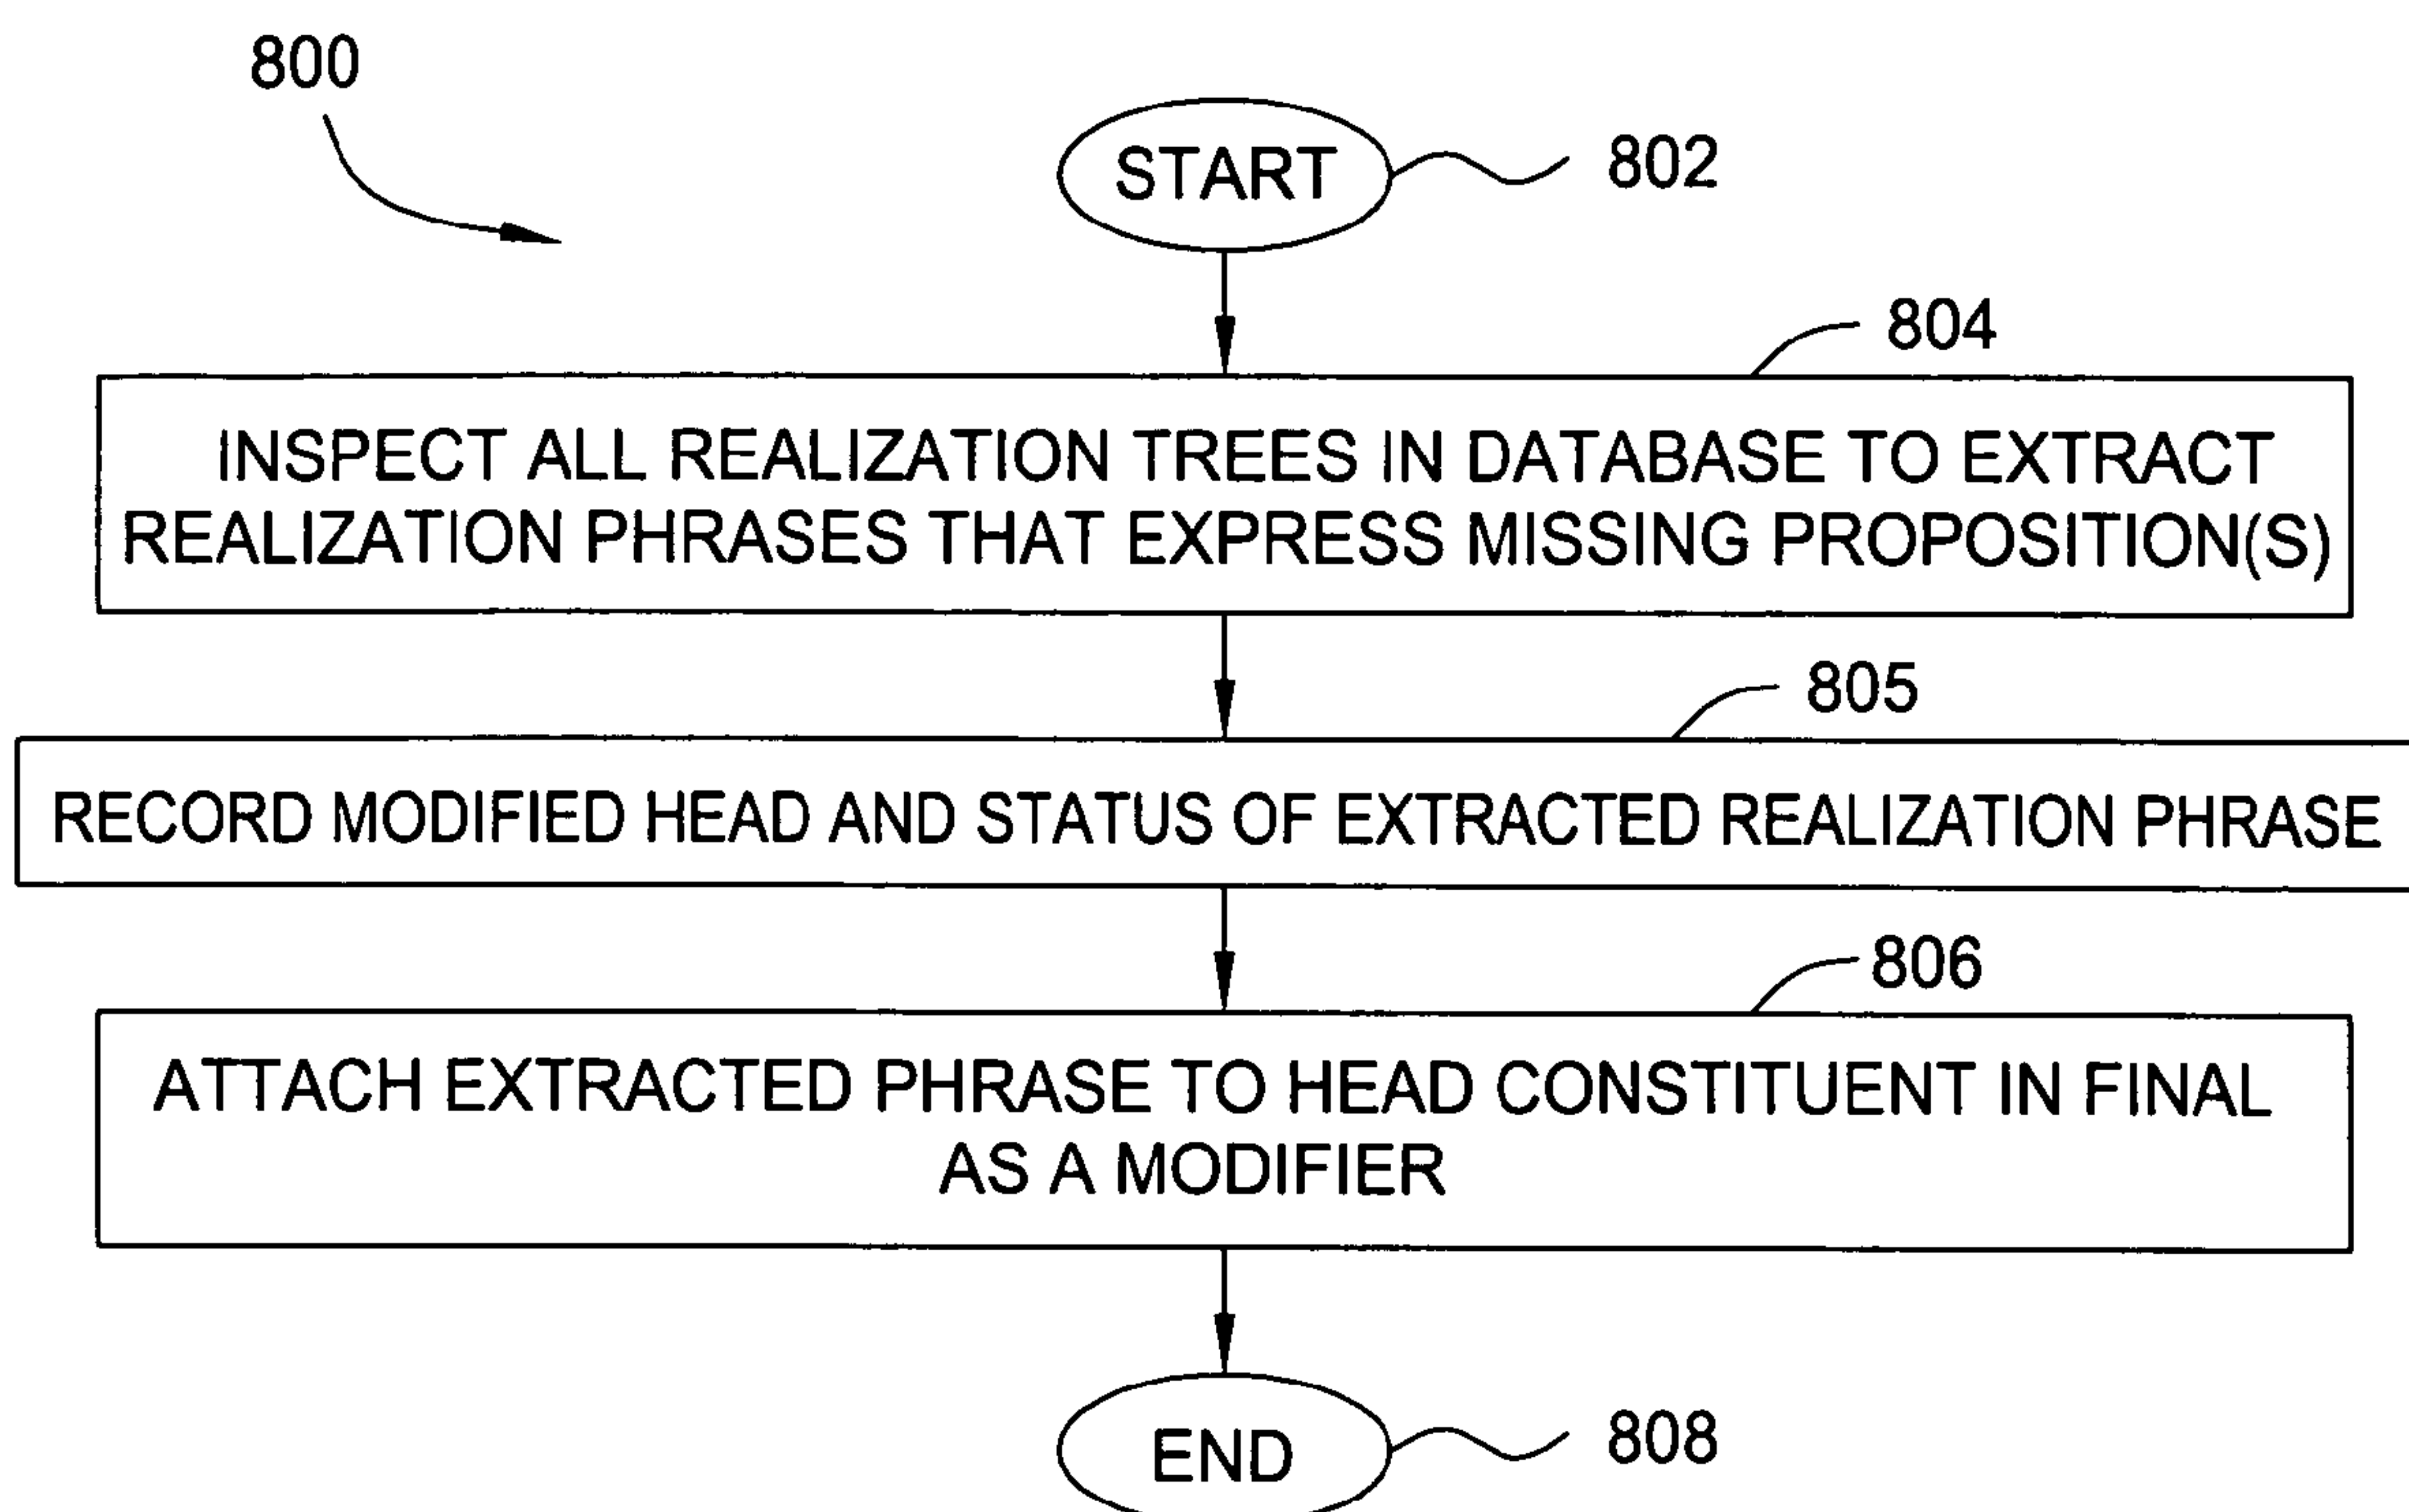 800
START
802
804
INSPECT ALL REALIZATION TREES IN DATABASE TO EXTRACT
REALIZATION PHRASES THAT EXPRESS MISSING PROPOSITION(S)
805
RECORD MODIFIED HEAD AND STATUS OF EXTRACTED REALIZATION PHRASE
806
ATTACH EXTRACTED PHRASE TO HEAD CONSTITUENT IN FINAL
AS A MODIFIER
END
808